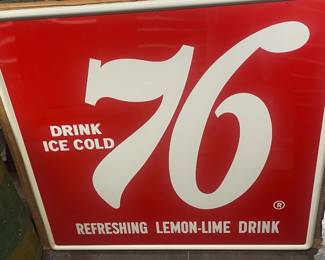 DRINK
ICE COLD
76
®
REFRESHING LEMON-LIME DRINK